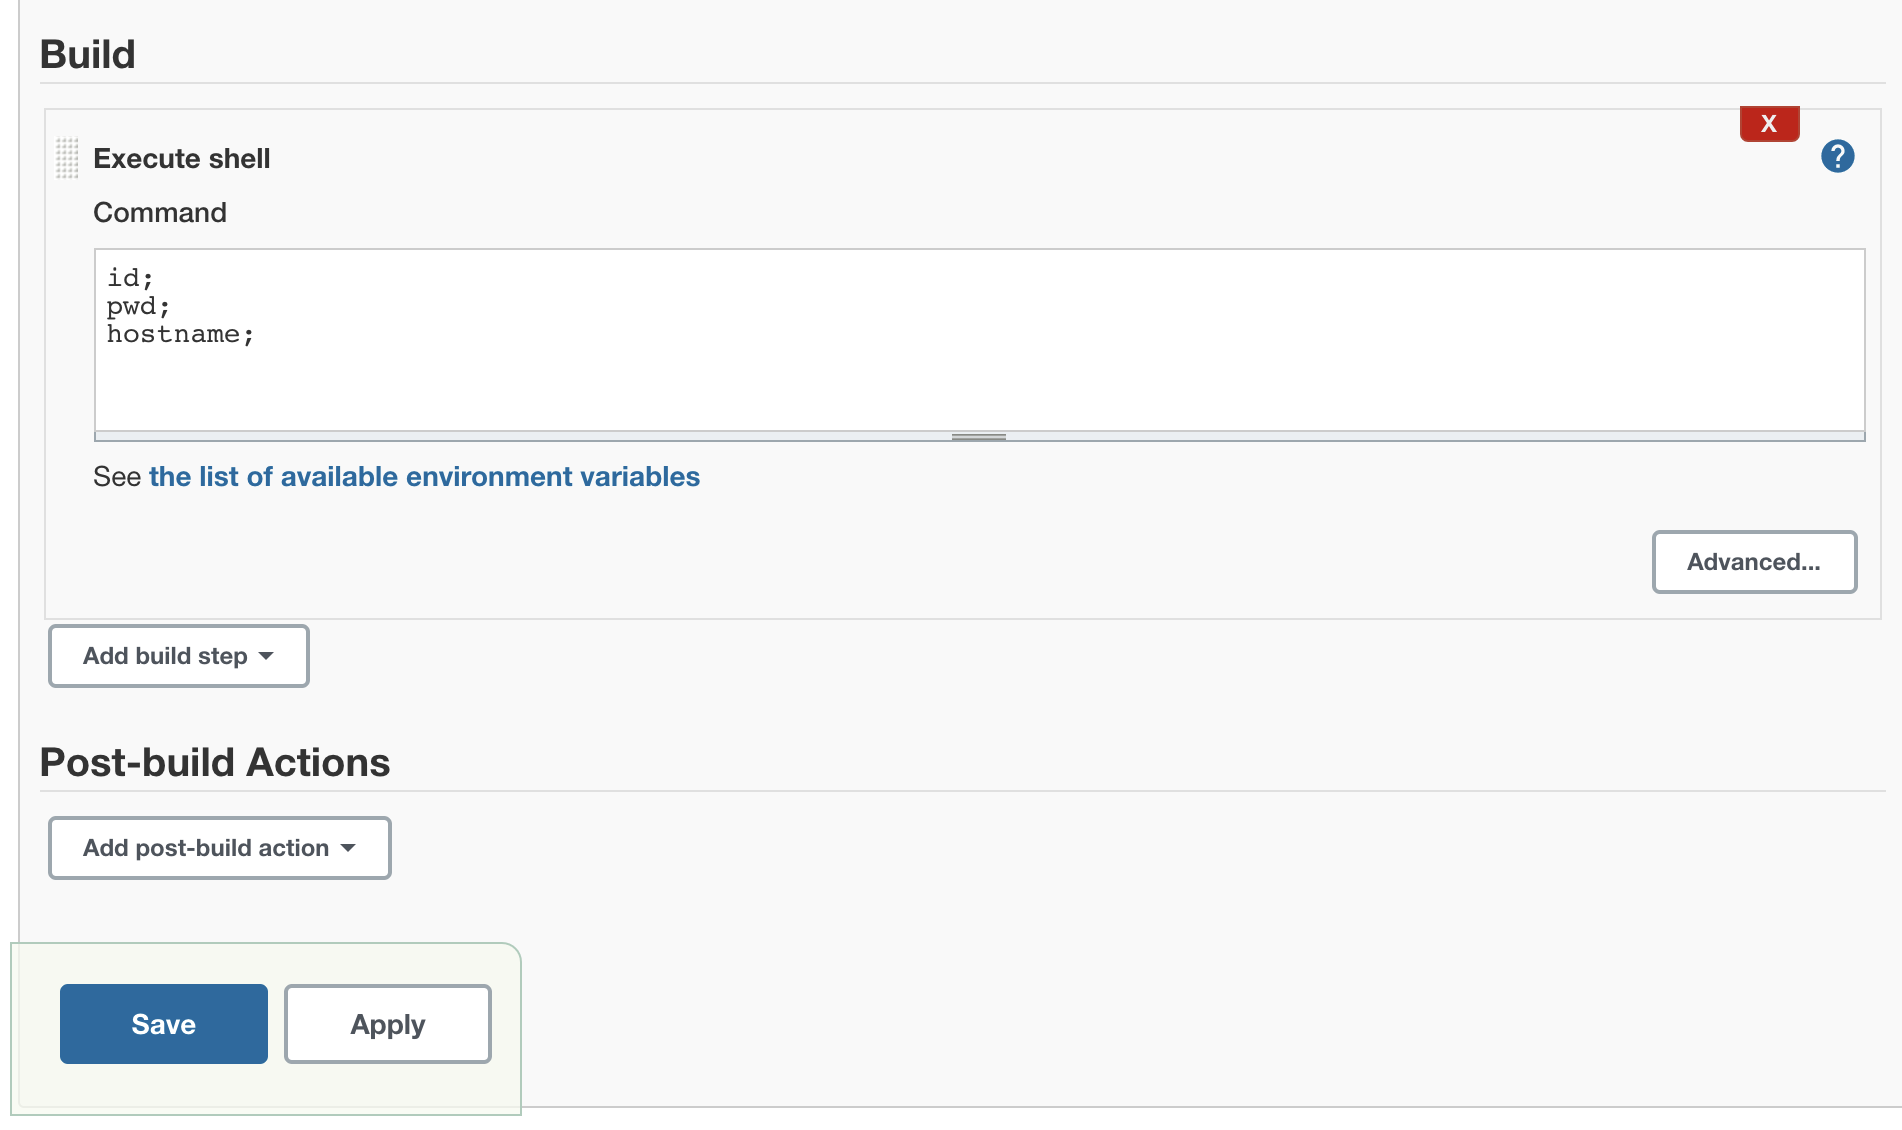 Build
X
?
Execute shell
Command
id;
pwd;
hostname;
See the list of available environment variables
Advanced...
Add build step
Post-build Actions
Add post-build action
Save
Apply